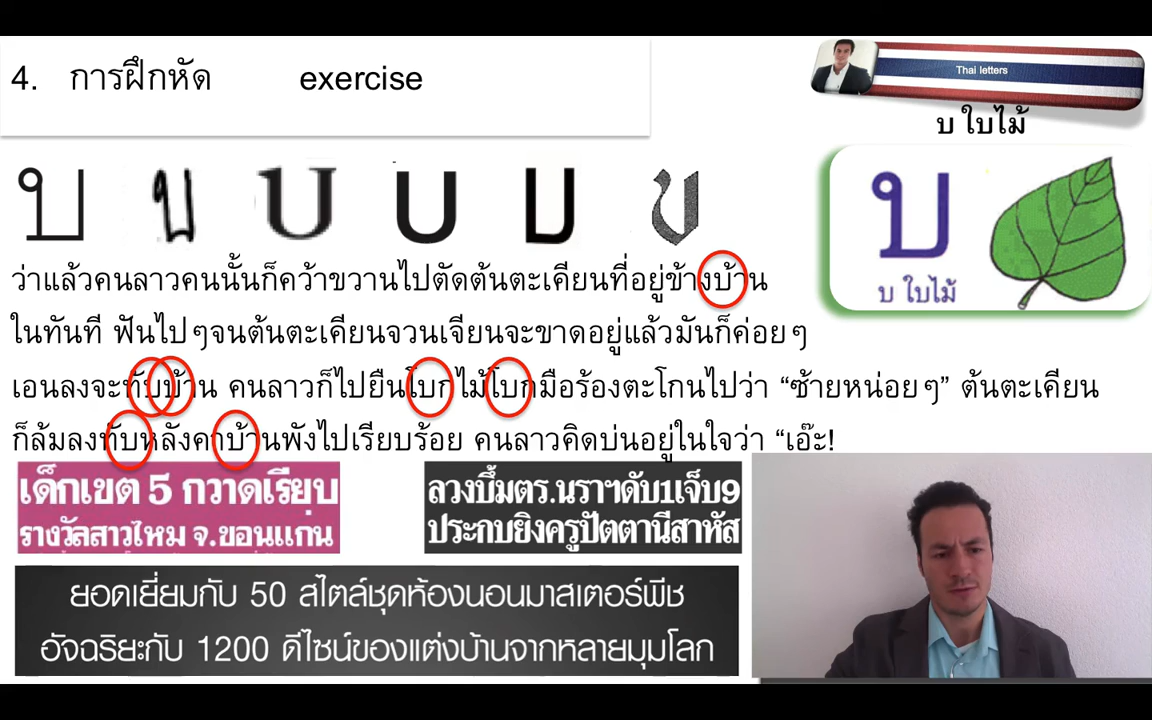 4. การฝึกหัด exercise
Thai letters
บ ใบไม้
บ บ บ บ บ บ
บ
บ ใบไม้
ว่าแล้วคนลาวคนนั้นก็คว้าขวานไปตัดต้นตะเคียนที่อยู่ข้างบ้าน
ในทันที ฟันไปๆจนต้นตะเคียนจวนเจียนจะขาดอยู่แล้วมันก็ค่อยๆ
เอนลงจะทับบ้าน คนลาวก็ไปยืนโบกไม้โบกมือร้องตะโกนไปว่า “ซ้ายหน่อยๆ” ต้นตะเคียน
ก็ล้มลงทับหลังคาบ้านพังไปเรียบร้อย คนลาวคิดบ่นอยู่ในใจว่า “เอ๊ะ!
เด็กเขต 5 กวาดเรียบ
รางวัลสาวไหม จ.ขอนแก่น
ลวงบึ้มตร.นราฯดับ1เจ็บ9
ประกบยิงครูปัตตานีสาหัส
ยอดเยี่ยมกับ 50 สไตล์ชุดห้องนอนมาสเตอร์พีช
อัจฉริยะกับ 1200 ดีไซน์ของแต่งบ้านจากหลายมุมโลก